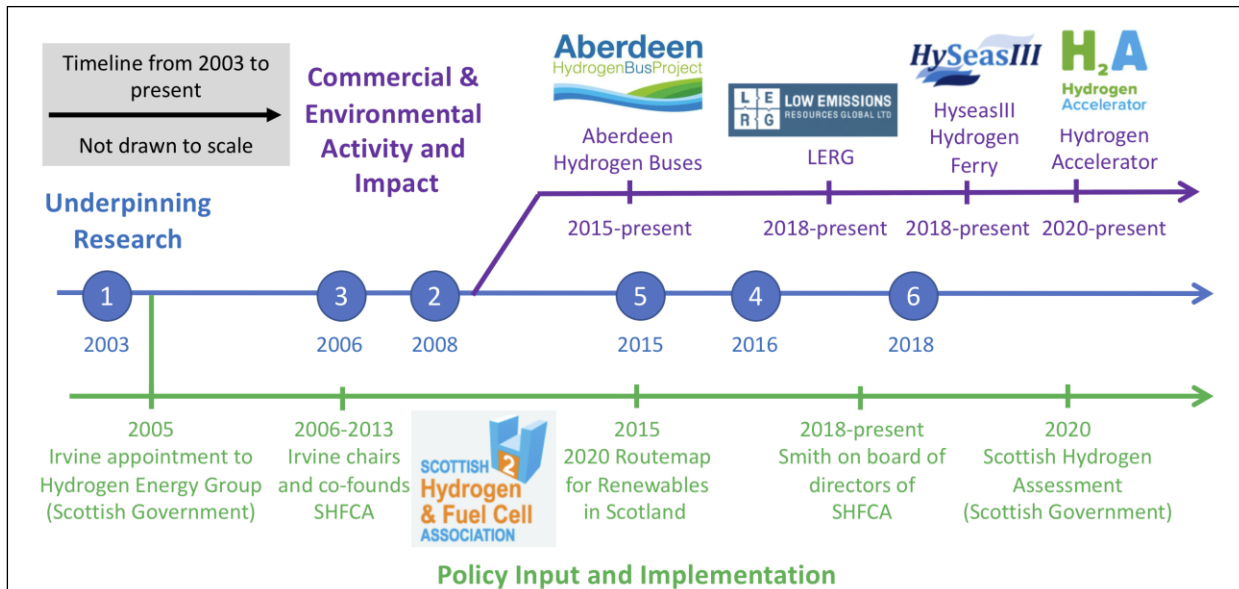 Timeline from 2003 to
present
Not drawn to scale
Commercial &
Environmental
Activity and
Impact
Aberdeen
HydrogenBusProject
Aberdeen
Hydrogen Buses
2015-present
L E
R G
LOW EMISSIONS
RESOURCES GLOBAL LTD
LERG
2018-present
HySeasIII
HyseasIII
Hydrogen
Ferry
2018-present
H2A
Hydrogen
Accelerator
Hydrogen
Accelerator
2020-present
Underpinning
Research
1
3
2
5
4
6
2003
2006
2008
2015
2016
2018
2005
Irvine appointment to
Hydrogen Energy Group
(Scottish Government)
2006-2013
Irvine chairs
and co-founds
SHFCA
SCOTTISH 2
Hydrogen
& Fuel Cell
ASSOCIATION
2015
2020 Routemap
for Renewables
in Scotland
2018-present
Smith on board of
directors of
SHFCA
2020
Scottish Hydrogen
Assessment
(Scottish Government)
Policy Input and Implementation